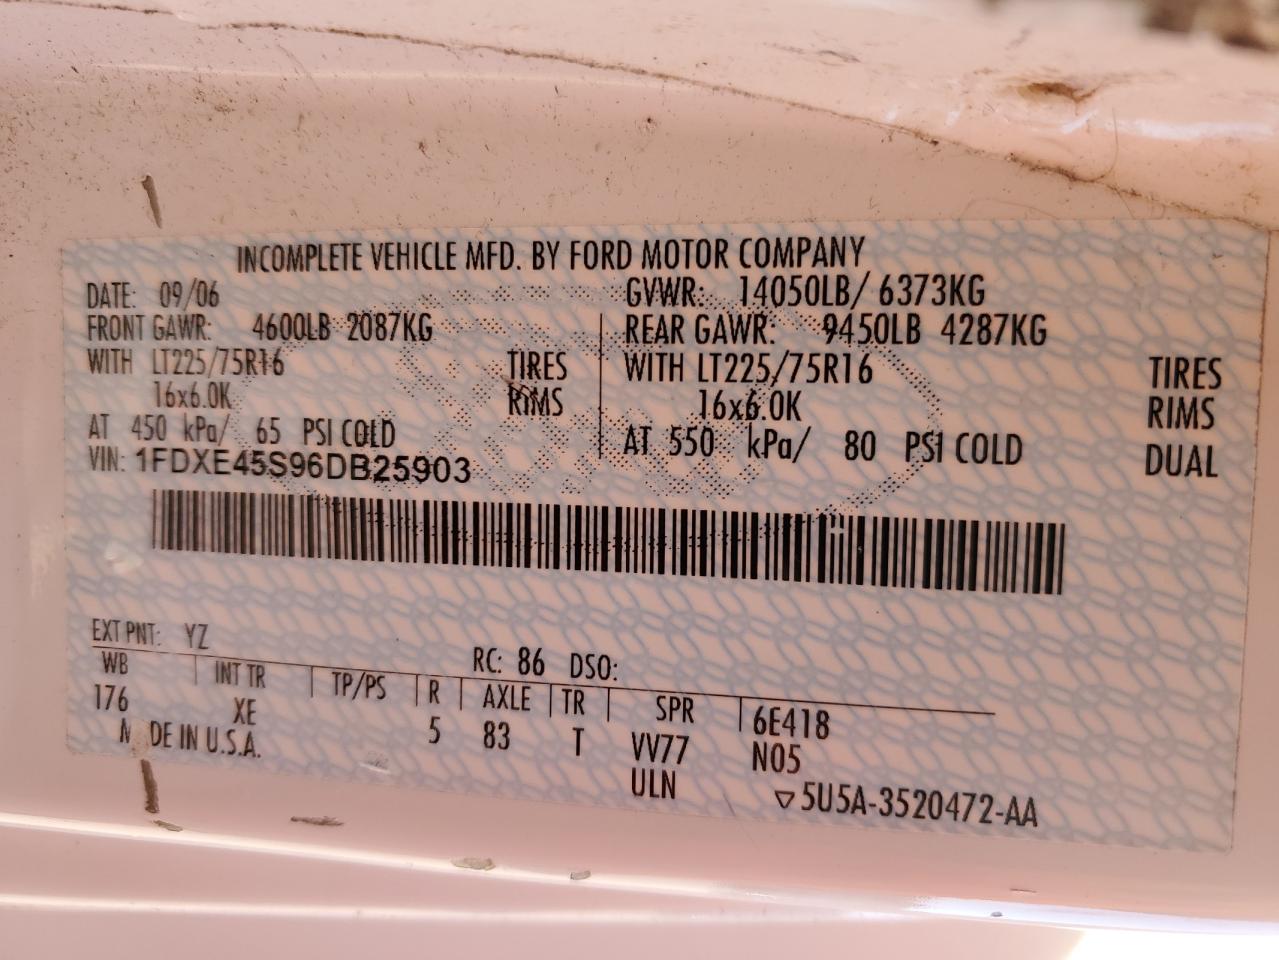 INCOMPLETE VEHICLE MFD. BY FORD MOTOR COMPANY
DATE: 09/06 GVWR: 14050LB/ 6373KG
FRONT GAWR: 4600LB 2087KG REAR GAWR: 9450LB 4287KG
WITH LT225/75R16 TIRES WITH LT225/75R16 TIRES
16x6.0K RIMS 16x6.0K RIMS
AT 450 kPa/ 65 PSI COLD AT 550 kPa/ 80 PSI COLD DUAL
VIN: 1FDXE45S96DB25903
EXT PNT: YZ RC: 86 DSO:
WB INT TR TP/PS R AXLE TR SPR 6E418
176 XE 5 83 T VV77 N05
M DE IN U.S.A. ULN 5U5A-3520472-AA